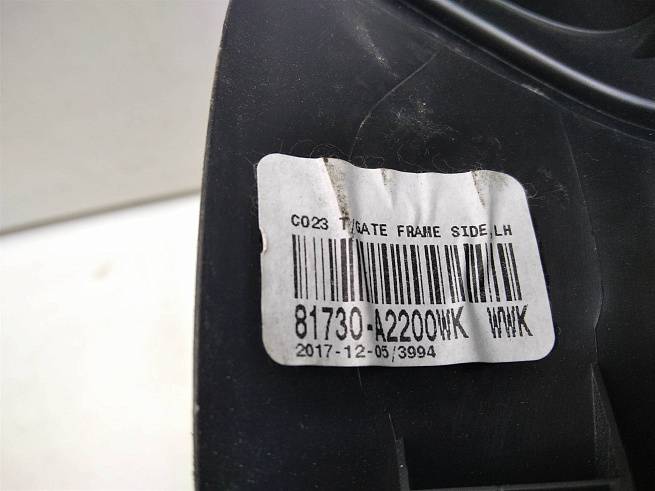 C023 T/GATE FRAME SIDE,LH
81730-A2200WK WWK
2017-12-05/3994